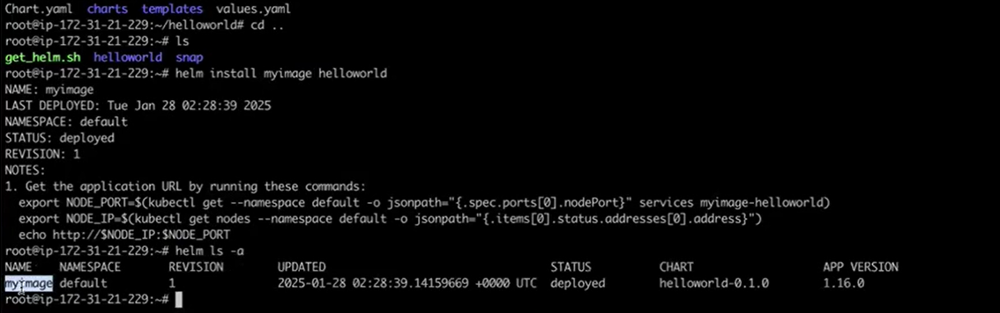 Chart.yaml charts templates values.yaml
root@ip-172-31-21-229:~/helloworld# cd ..
root@ip-172-31-21-229:~# ls
get_helm.sh helloworld snap
root@ip-172-31-21-229:~# helm install myimage helloworld
NAME: myimage
LAST DEPLOYED: Tue Jan 28 02:28:39 2025
NAMESPACE: default
STATUS: deployed
REVISION: 1
NOTES:
1. Get the application URL by running these commands:
export NODE_PORT=$(kubectl get --namespace default -o jsonpath="{.spec.ports[0].nodePort}" services myimage-helloworld)
export NODE_IP=$(kubectl get nodes --namespace default -o jsonpath="{.items[0].status.addresses[0].address}")
echo http://$NODE_IP:$NODE_PORT
root@ip-172-31-21-229:~# helm ls -a
NAME NAMESPACE REVISION UPDATED STATUS CHART APP VERSION
myimage default 1 2025-01-28 02:28:39.14159669 +0000 UTC deployed helloworld-0.1.0 1.16.0
root@ip-172-31-21-229:~#